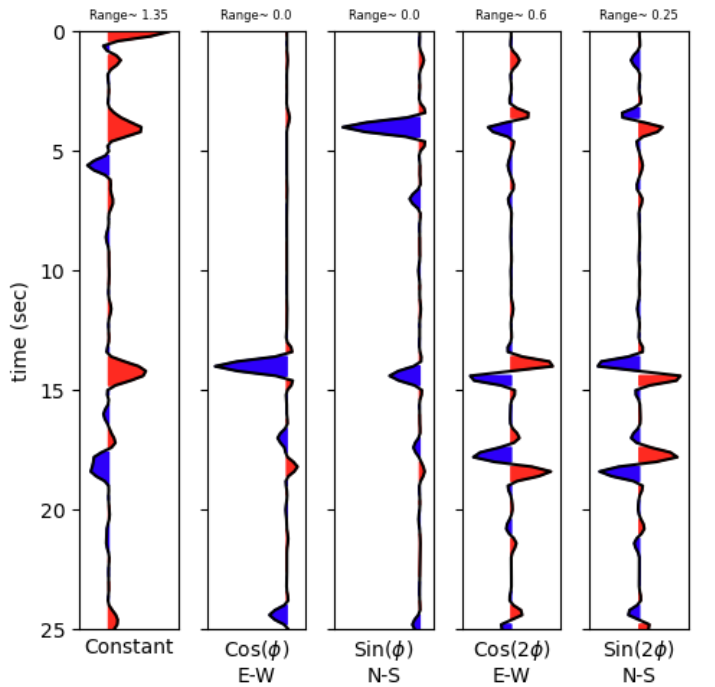 Range~ 1.35 Range~ 0.0 Range~ 0.0 Range~ 0.6 Range~ 0.25
0
5
10
15
20
25
time (sec)
Constant Cos(ϕ) Sin(ϕ) Cos(2ϕ) Sin(2ϕ)
E-W N-S E-W N-S